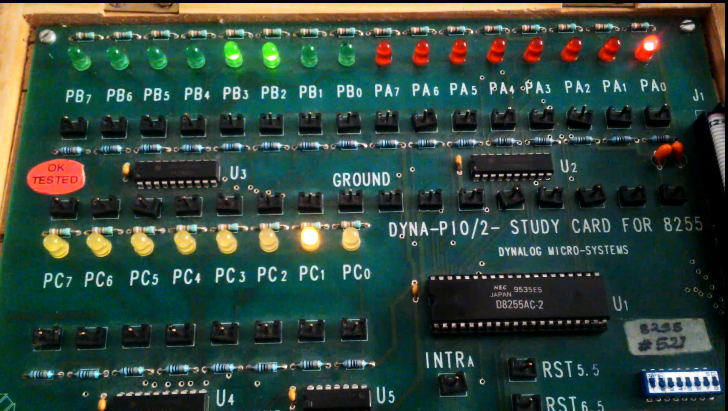 PB7 PB6 PB5 PB4 PB3 PB2 PB1 PB0 PA7 PA6 PA5 PA4 PA3 PA2 PA1 PA0
J1
OK
TESTED
U3
U2
GROUND
DYNA-PIO/2- STUDY CARD FOR 8255
DYNALOG MICRO-SYSTEMS
PC7 PC6 PC5 PC4 PC3 PC2 PC1 PC0
NEC 9535E5
JAPAN
D8255AC-2
U1
8255
#521
INTRA
RST5.5
U4
U5
RST6.5